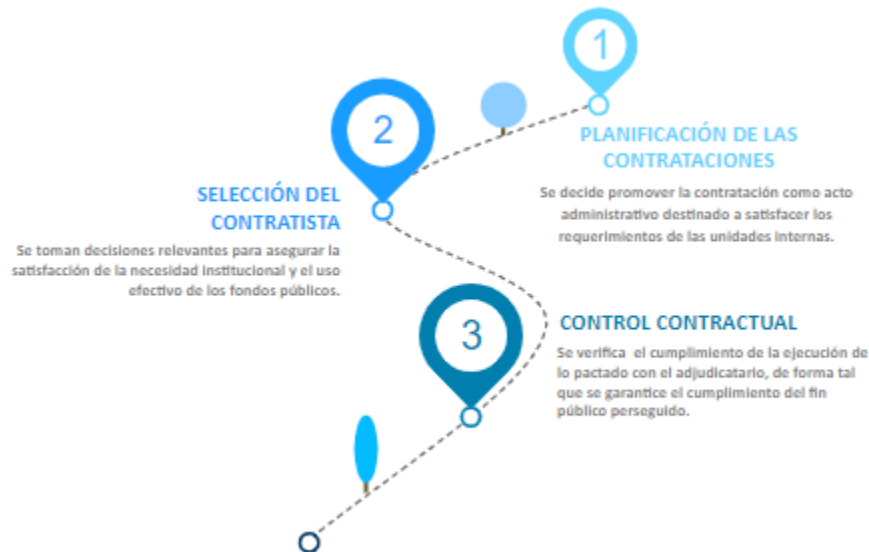 1
PLANIFICACIÓN DE LAS
CONTRATACIONES
Se decide promover la contratación como acto
administrativo destinado a satisfacer los
requerimientos de las unidades internas.
2
SELECCIÓN DEL
CONTRATISTA
Se toman decisiones relevantes para asegurar la
satisfacción de la necesidad institucional y el uso
efectivo de los fondos públicos.
3
CONTROL CONTRACTUAL
Se verifica el cumplimiento de la ejecución de
lo pactado con el adjudicatario, de forma tal
que se garantice el cumplimiento del fin
público perseguido.